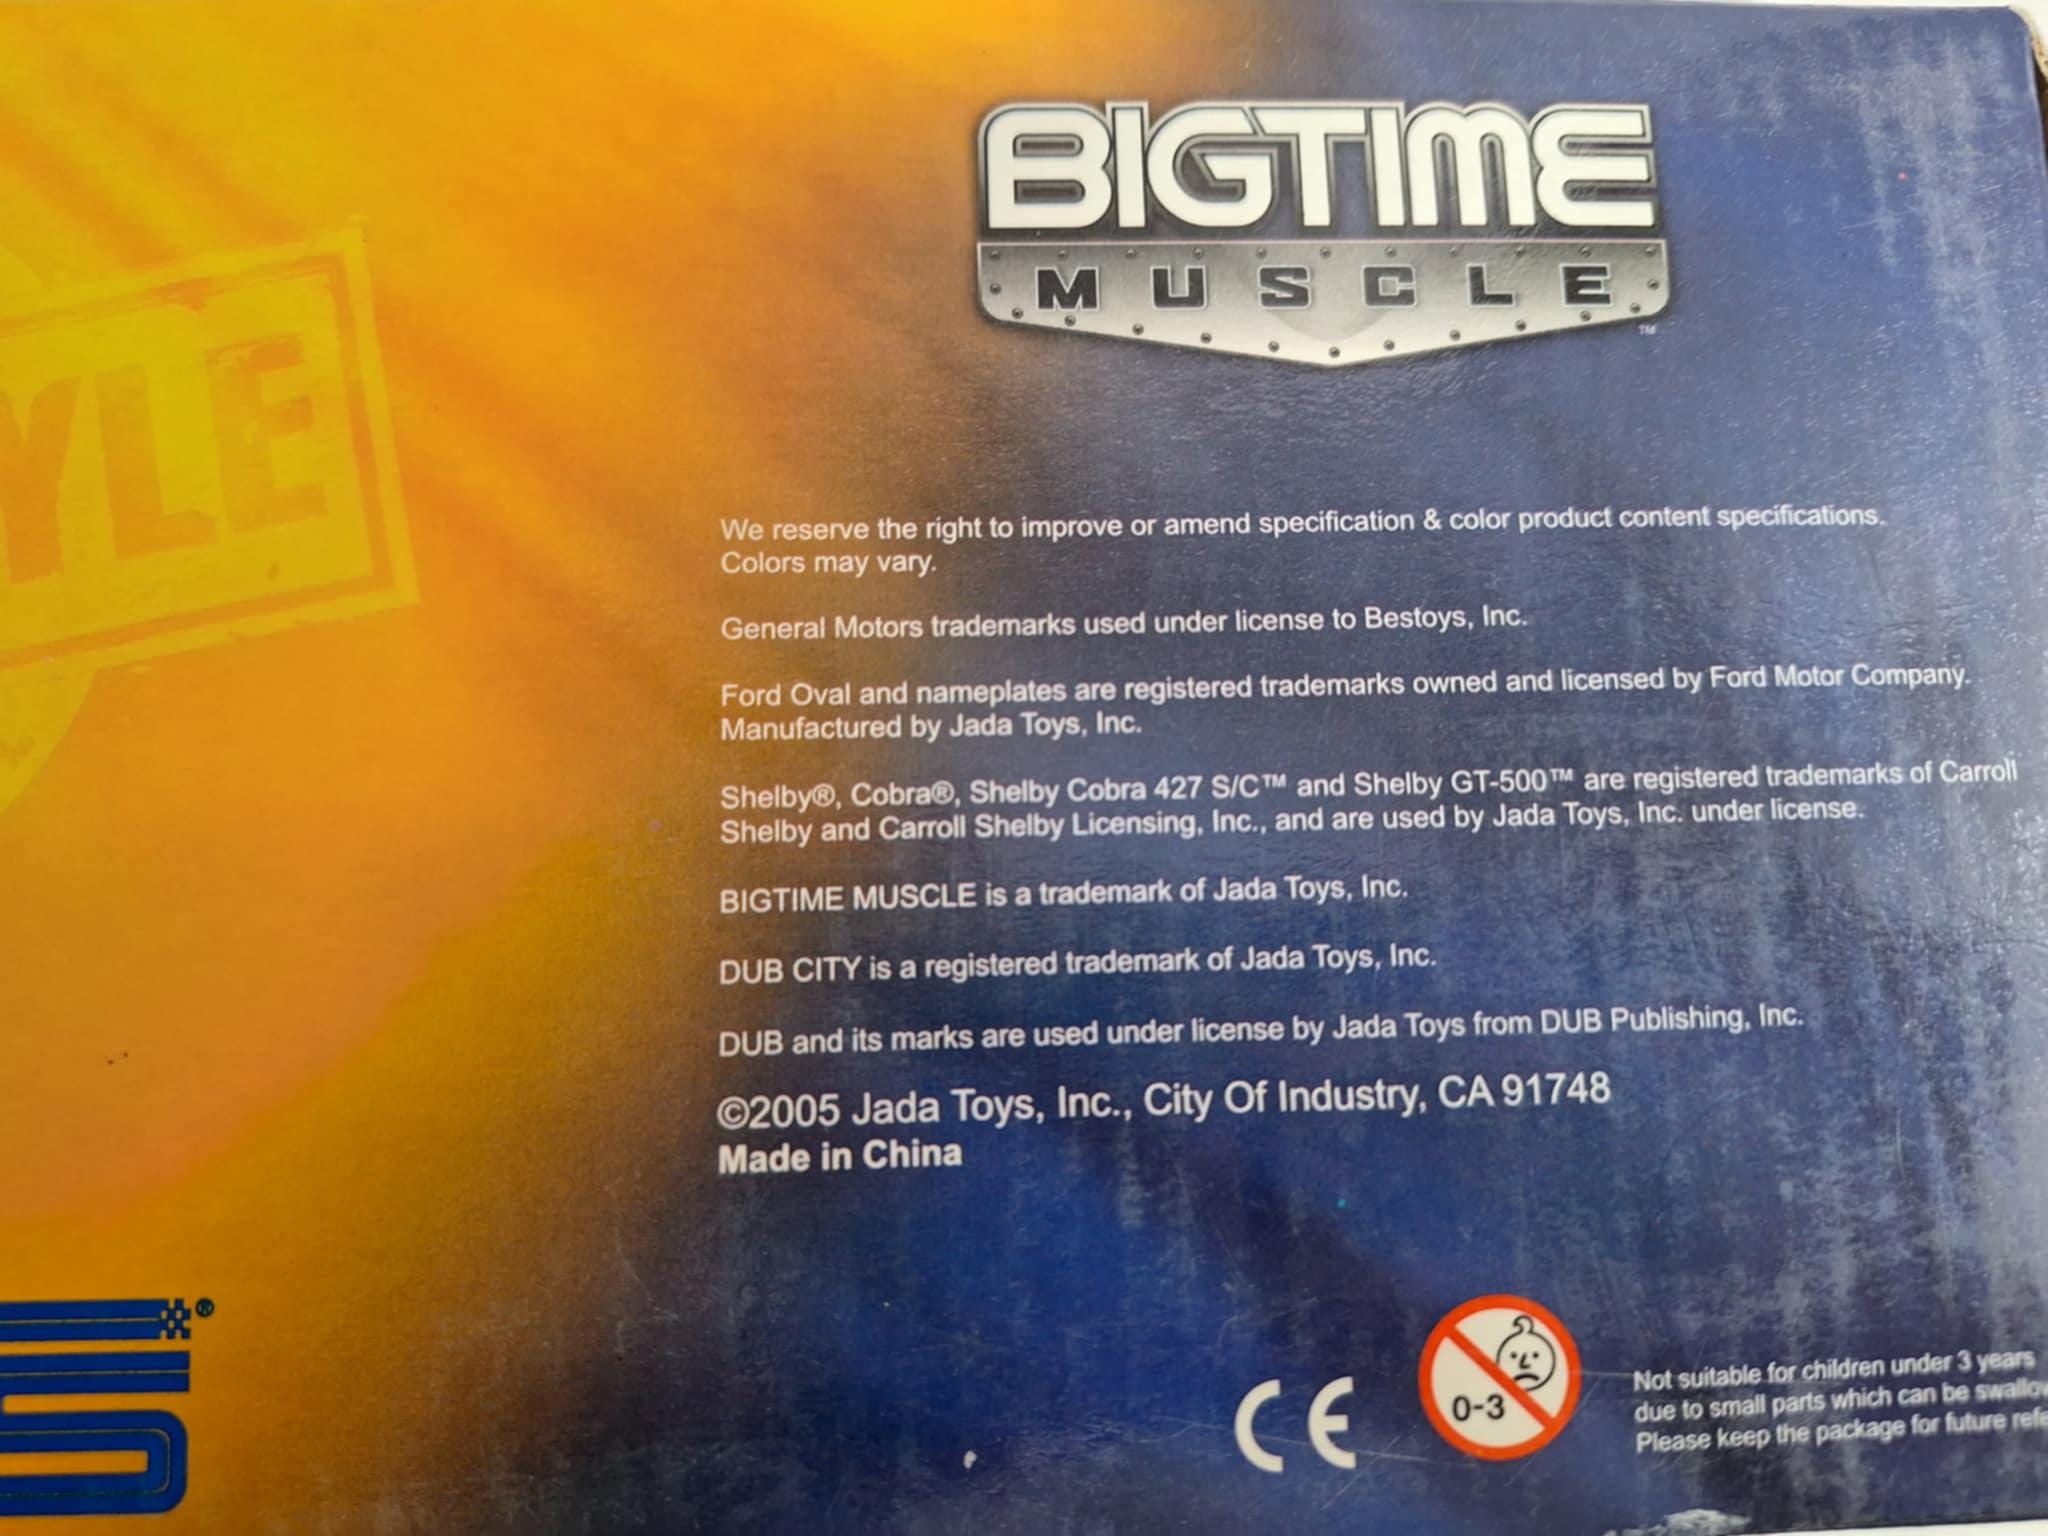 BIGTIME
MUSCLE
™
YLE
We reserve the right to improve or amend specification & color product content specifications.
Colors may vary.
General Motors trademarks used under license to Bestoys, Inc.
Ford Oval and nameplates are registered trademarks owned and licensed by Ford Motor Company.
Manufactured by Jada Toys, Inc.
Shelby®, Cobra®, Shelby Cobra 427 S/C™ and Shelby GT-500™ are registered trademarks of Carroll
Shelby and Carroll Shelby Licensing, Inc., and are used by Jada Toys, Inc. under license.
BIGTIME MUSCLE is a trademark of Jada Toys, Inc.
DUB CITY is a registered trademark of Jada Toys, Inc.
DUB and its marks are used under license by Jada Toys from DUB Publishing, Inc.
©2005 Jada Toys, Inc., City Of Industry, CA 91748
Made in China
®
CE
0-3
Not suitable for children under 3 years
due to small parts which can be
Please keep the package for future